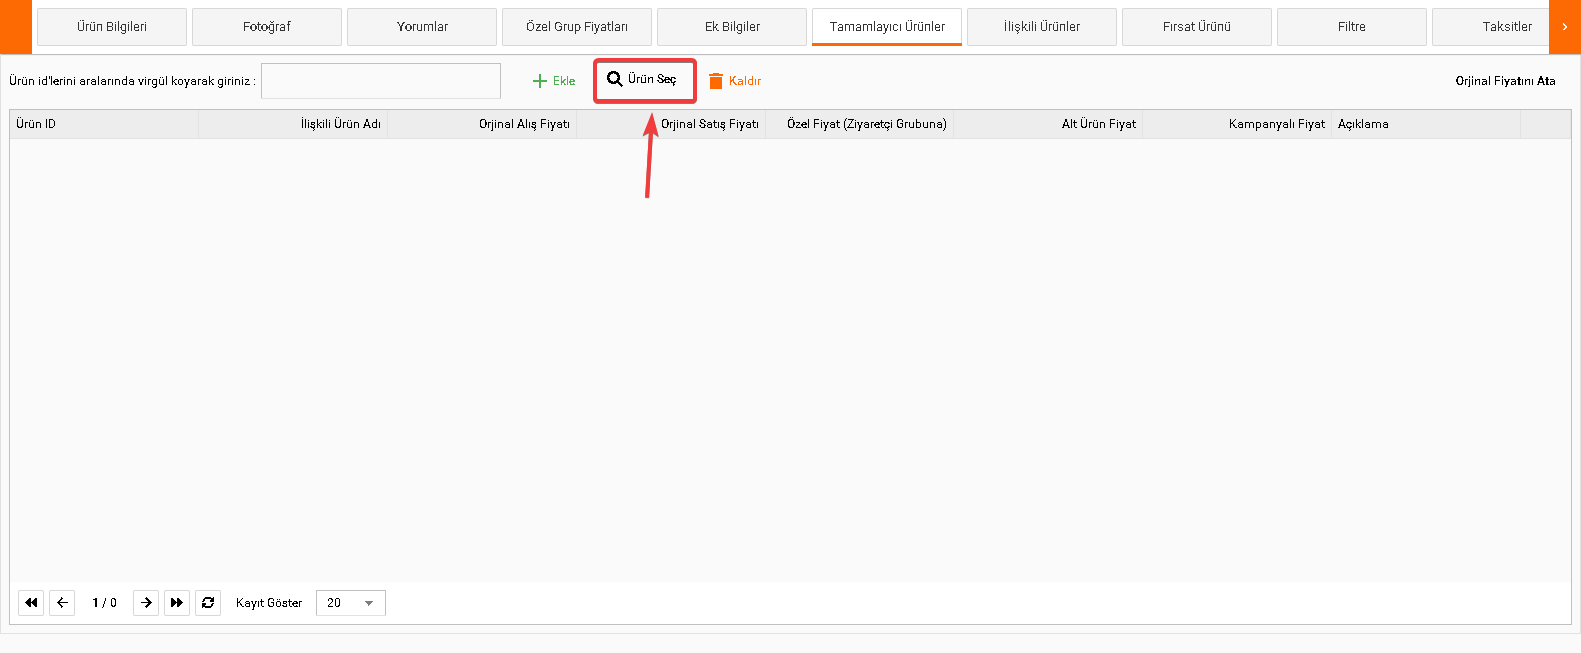 Ürün Bilgileri
Fotoğraf
Yorumlar
Özel Grup Fiyatları
Ek Bilgiler
Tamamlayıcı Ürünler
İlişkili Ürünler
Fırsat Ürünü
Filtre
Taksitler
Ürün id'lerini aralarında virgül koyarak giriniz :
Ekle
Ürün Seç
Kaldır
Orjinal Fiyatını Ata
Ürün ID
İlişkili Ürün Adı
Orjinal Alış Fiyatı
Orjinal Satış Fiyatı
Özel Fiyat (Ziyaretçi Grubuna)
Alt Ürün Fiyat
Kampanyalı Fiyat
Açıklama
1 / 0
Kayıt Göster
20